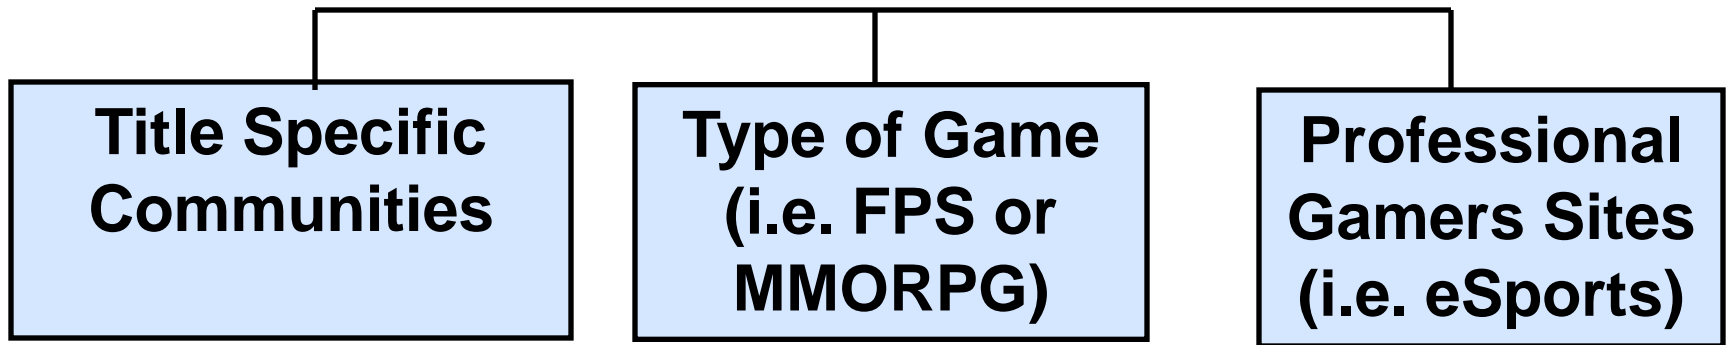 Title Specific
Communities
Type of Game
(i.e. FPS or
MMORPG)
Professional
Gamers Sites
(i.e. eSports)